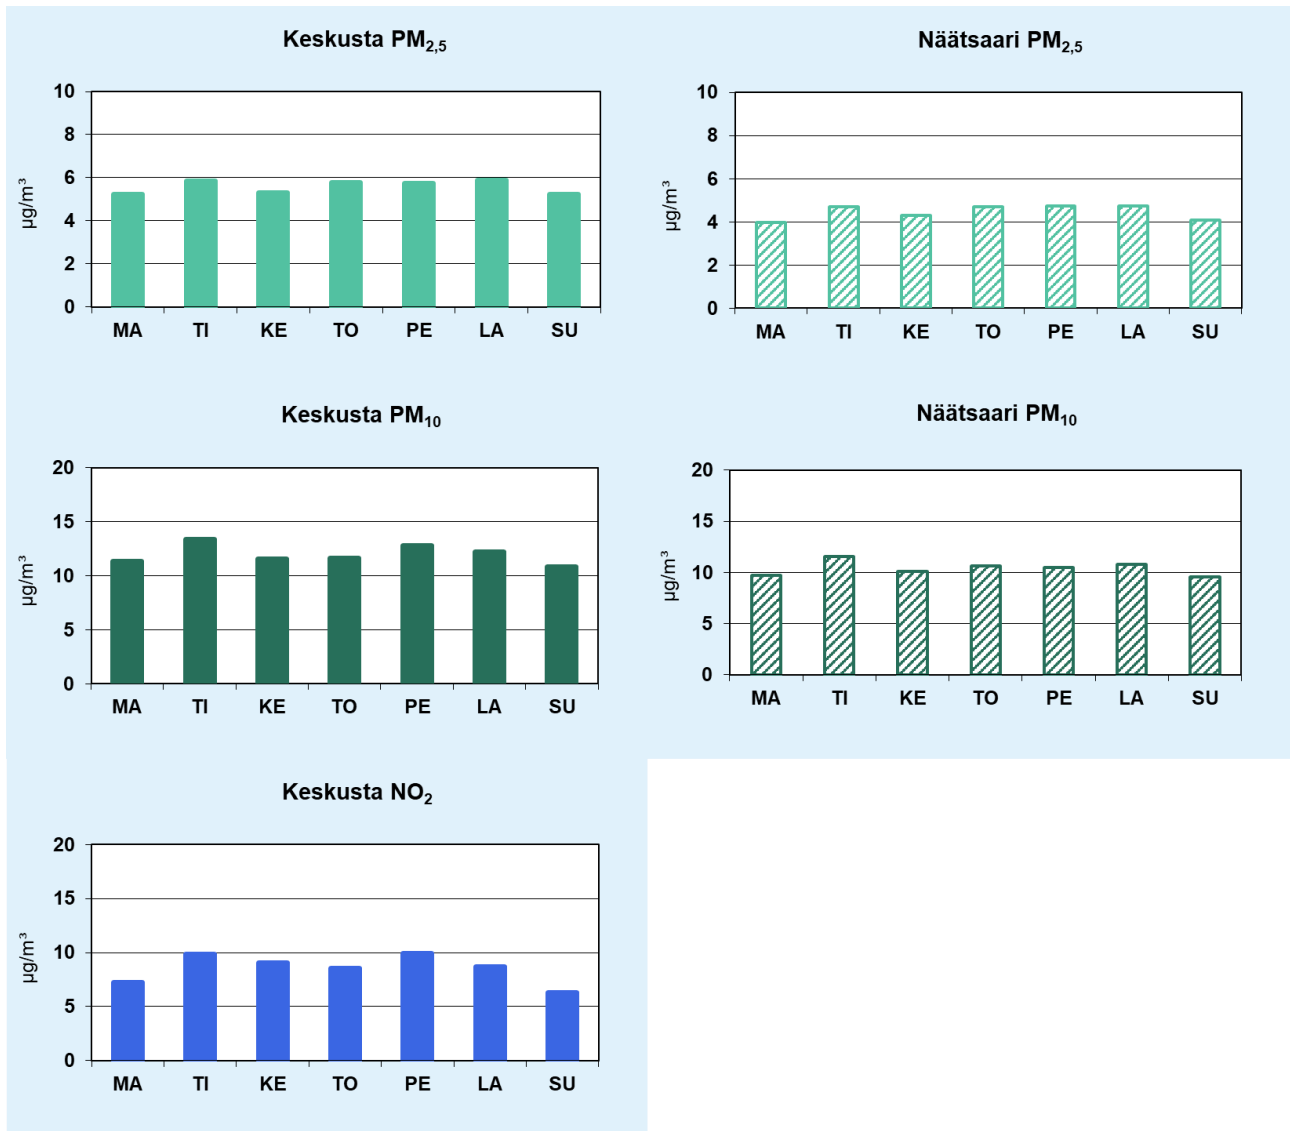 Keskusta PM2,5
10
8
6
4
2
0
µg/m³
MA TI KE TO PE LA SU
Näätsaari PM2,5
10
8
6
4
2
0
µg/m³
MA TI KE TO PE LA SU
Keskusta PM10
20
15
10
5
0
µg/m³
MA TI KE TO PE LA SU
Näätsaari PM10
20
15
10
5
0
µg/m³
MA TI KE TO PE LA SU
Keskusta NO2
20
15
10
5
0
µg/m³
MA TI KE TO PE LA SU